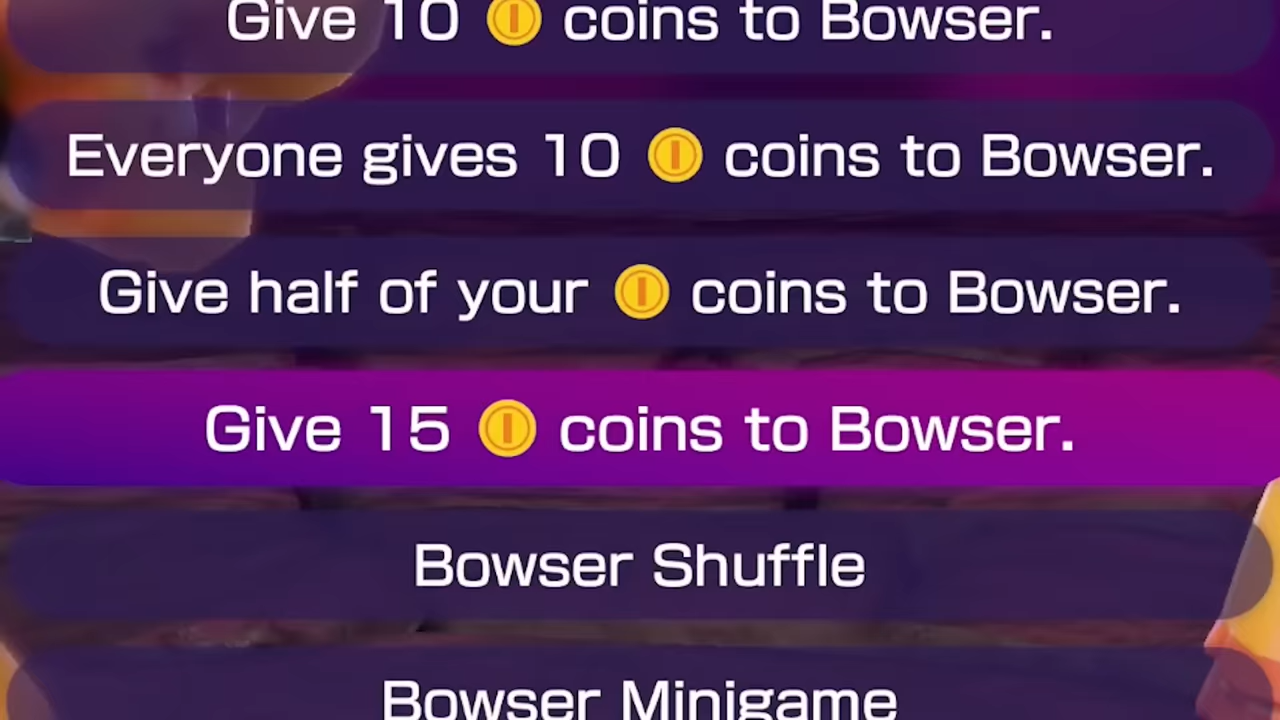 Give 10 coins to Bowser.
Everyone gives 10 coins to Bowser.
Give half of your coins to Bowser.
Give 15 coins to Bowser.
Bowser Shuffle
Bowser Minigame